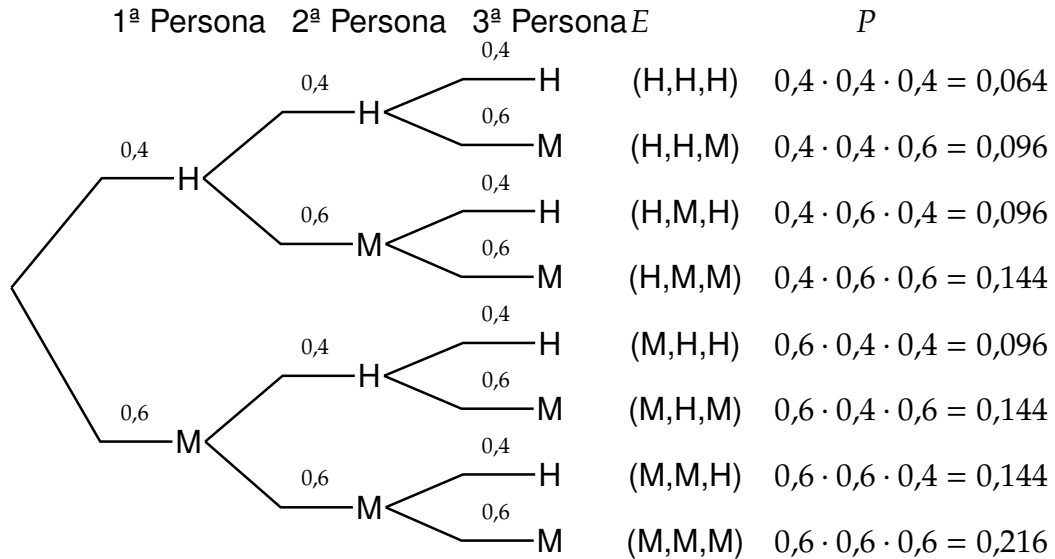 1ª Persona 2ª Persona 3ª Persona E P
0,4
0,4 H (H,H,H) 0,4 · 0,4 · 0,4 = 0,064
H
0,6
0,4 M (H,H,M) 0,4 · 0,4 · 0,6 = 0,096
H
0,4
0,6 H (H,M,H) 0,4 · 0,6 · 0,4 = 0,096
M
0,6
M (H,M,M) 0,4 · 0,6 · 0,6 = 0,144
0,4
0,4 H (M,H,H) 0,6 · 0,4 · 0,4 = 0,096
H
0,6
0,6 M (M,H,M) 0,6 · 0,4 · 0,6 = 0,144
M
0,4
0,6 H (M,M,H) 0,6 · 0,6 · 0,4 = 0,144
M
0,6
M (M,M,M) 0,6 · 0,6 · 0,6 = 0,216